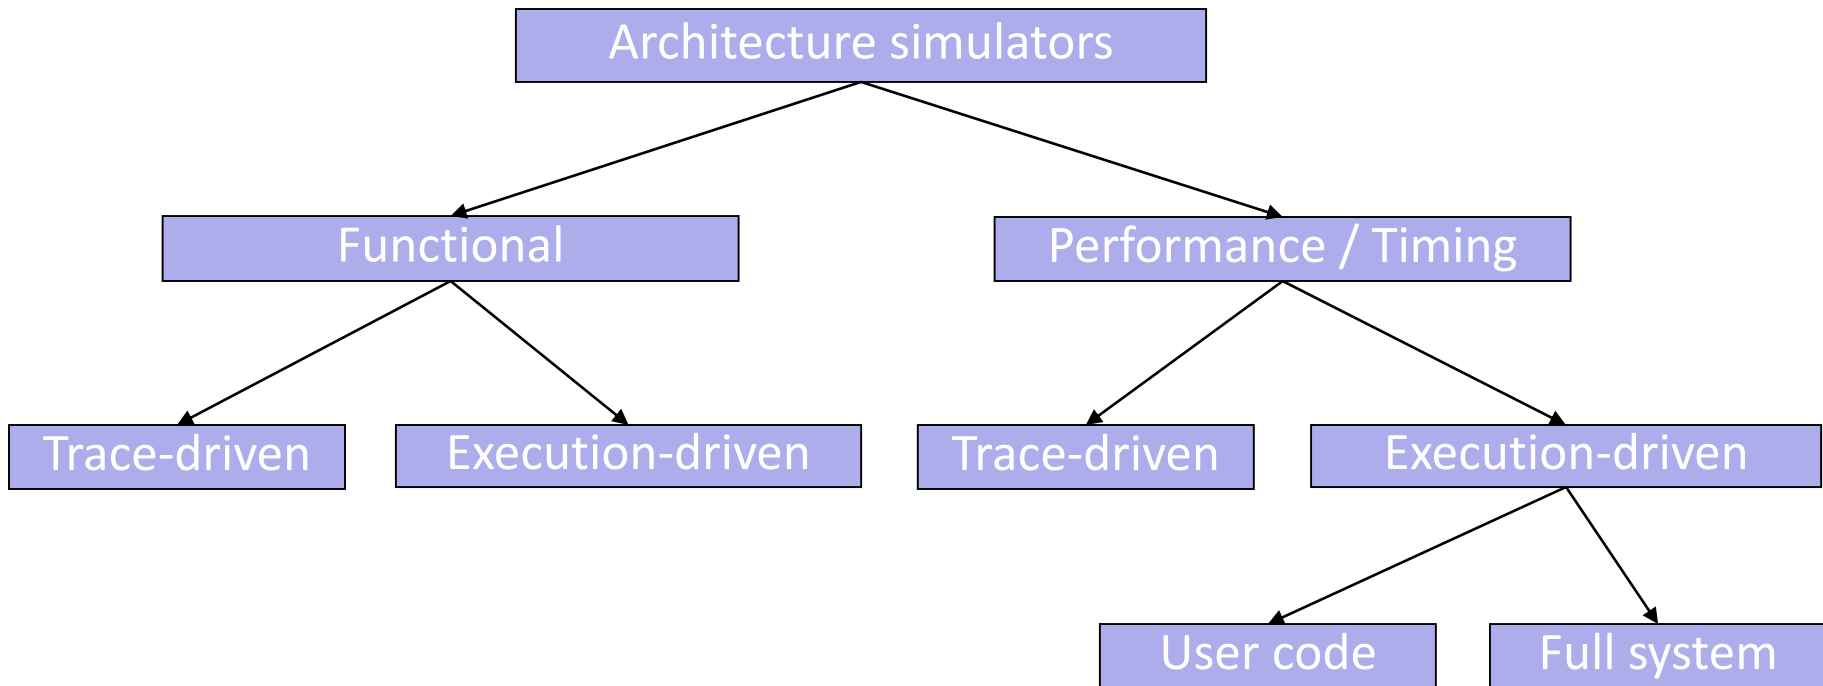 Architecture simulators
Functional
Performance / Timing
Trace-driven
Execution-driven
Trace-driven
Execution-driven
User code
Full system